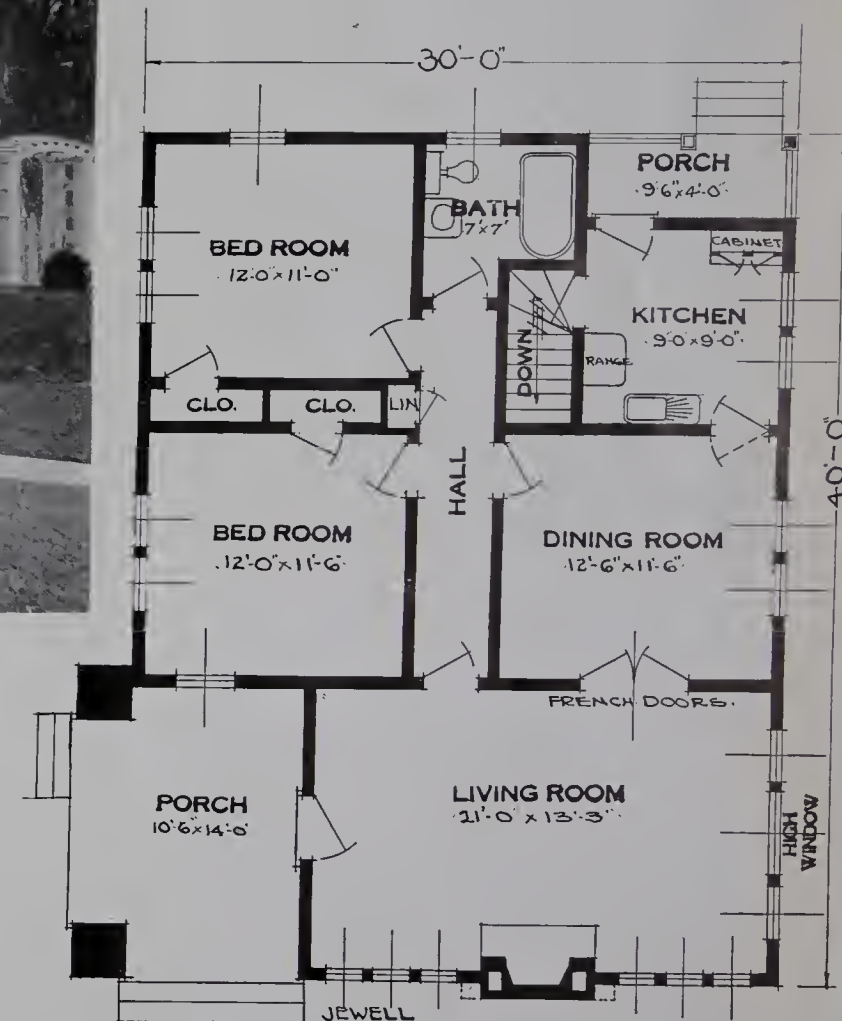 30'-0"
PORCH
9'6"x4'-0"
BATH
7'x7'
BED ROOM
12'-0"x11'-0"
CABINET
KITCHEN
9'-0"x9'-0"
DOWN
RANGE
CLO.
CLO.
LIN
HALL
40'-0"
BED ROOM
12'-0"x11'-6"
DINING ROOM
12'-6"x11'-6"
FRENCH DOORS.
PORCH
10'-6"x14'-0"
LIVING ROOM
21'-0" x 13'-3"
HIGH
WINDOW
JEWELL